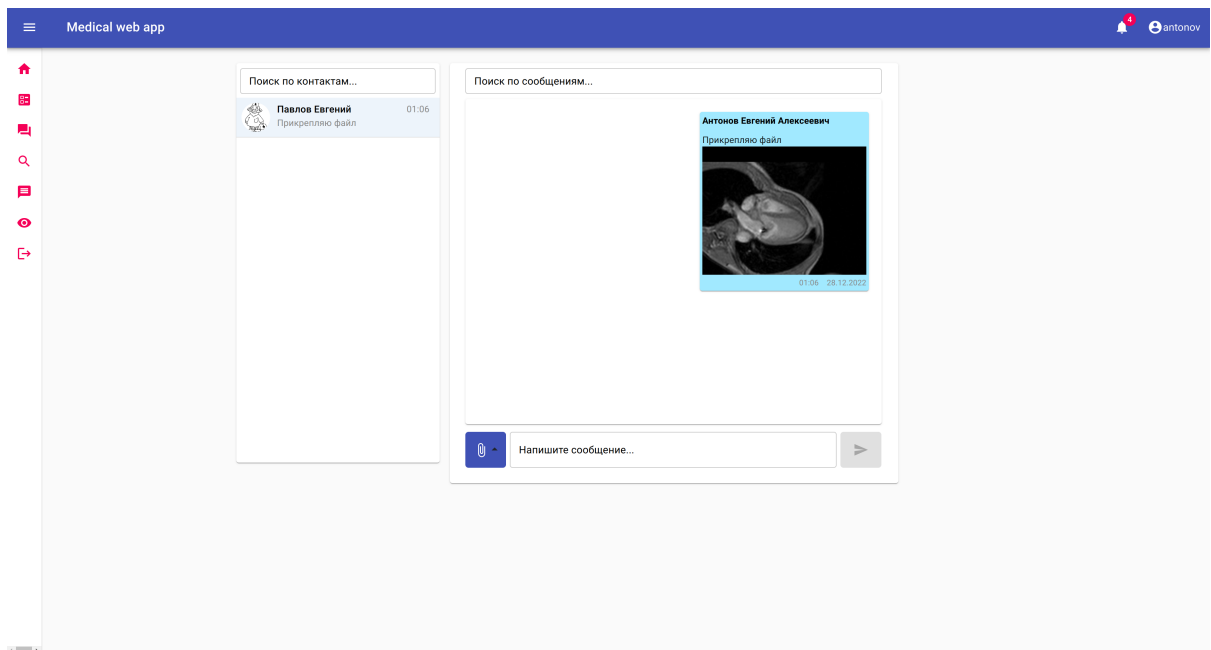 Medical web app
4
antonov
Поиск по контактам...
Павлов Евгений
01:06
Прикрепляю файл
Поиск по сообщениям...
Антонов Евгений Алексеевич
Прикрепляю файл
01:06 28.12.2022
Напишите сообщение...